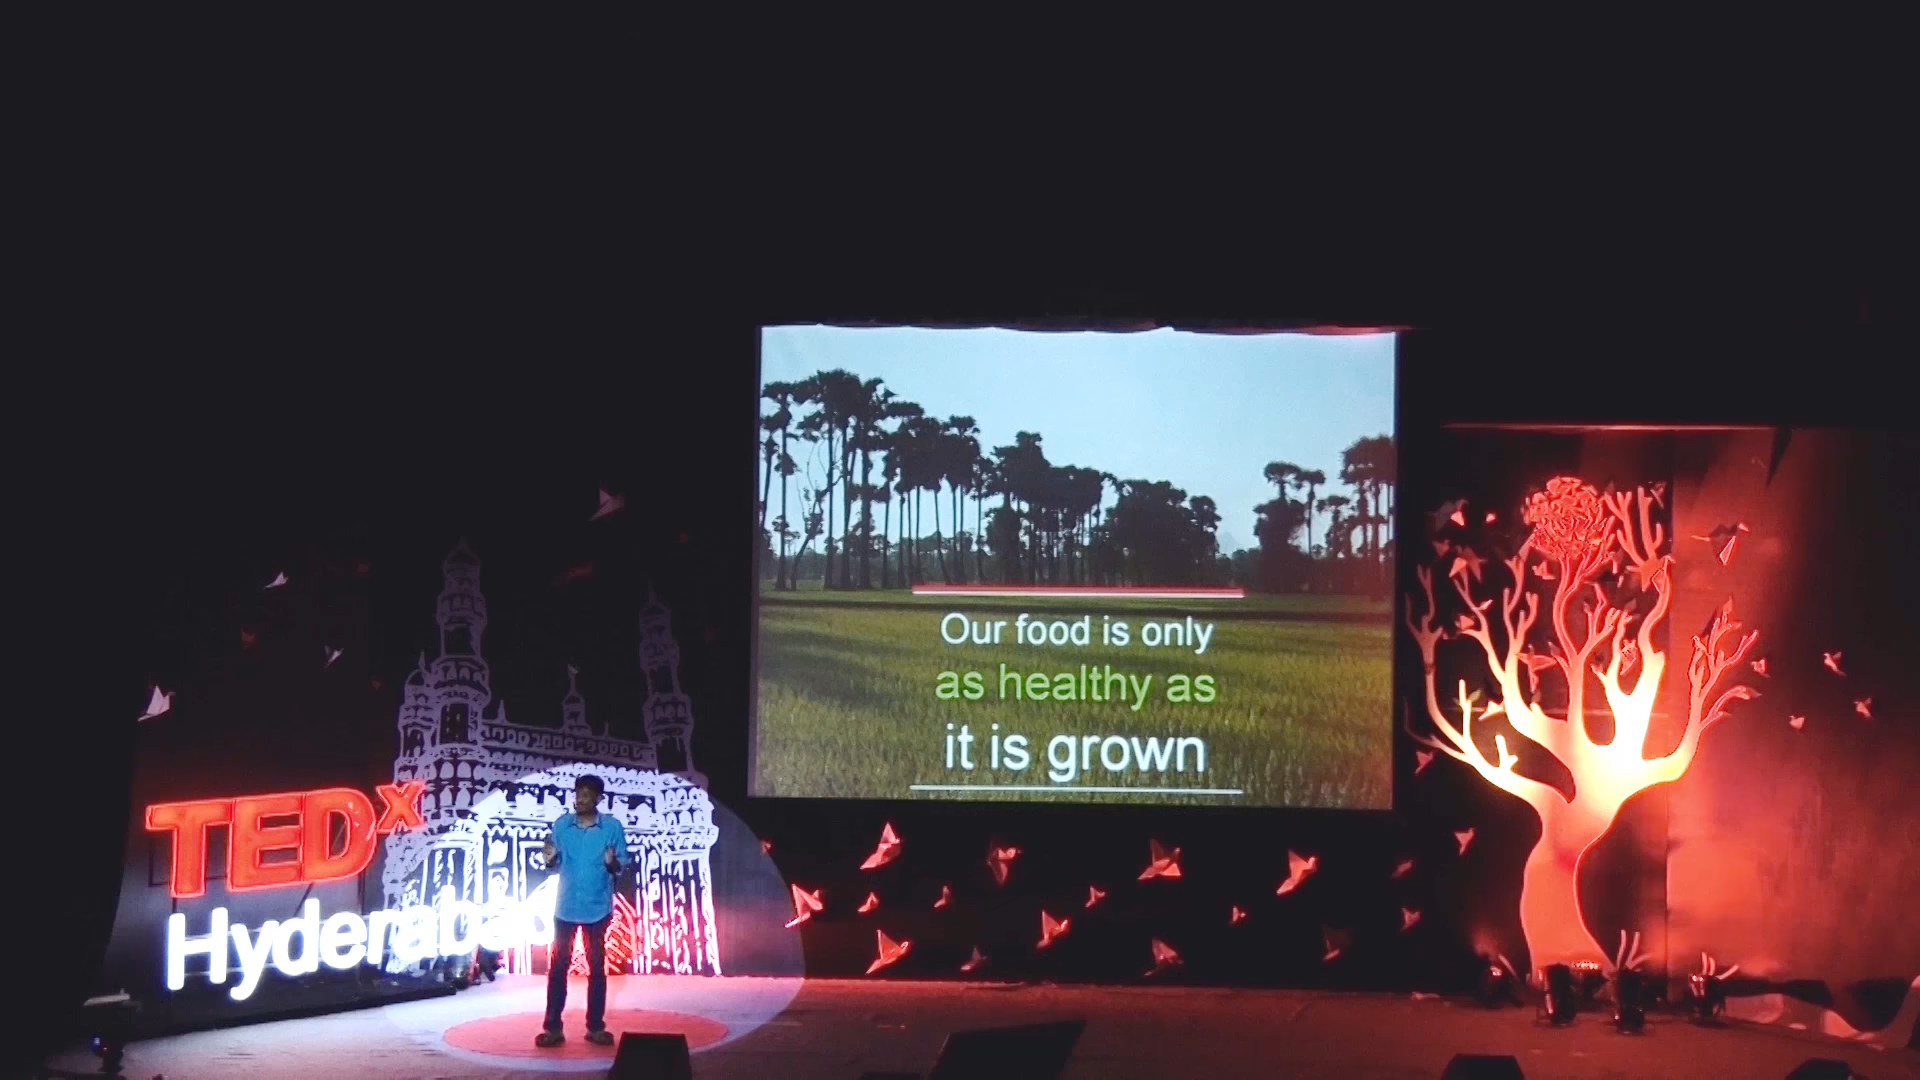 TEDx
Hyderabad
Our food is only
as healthy as
it is grown